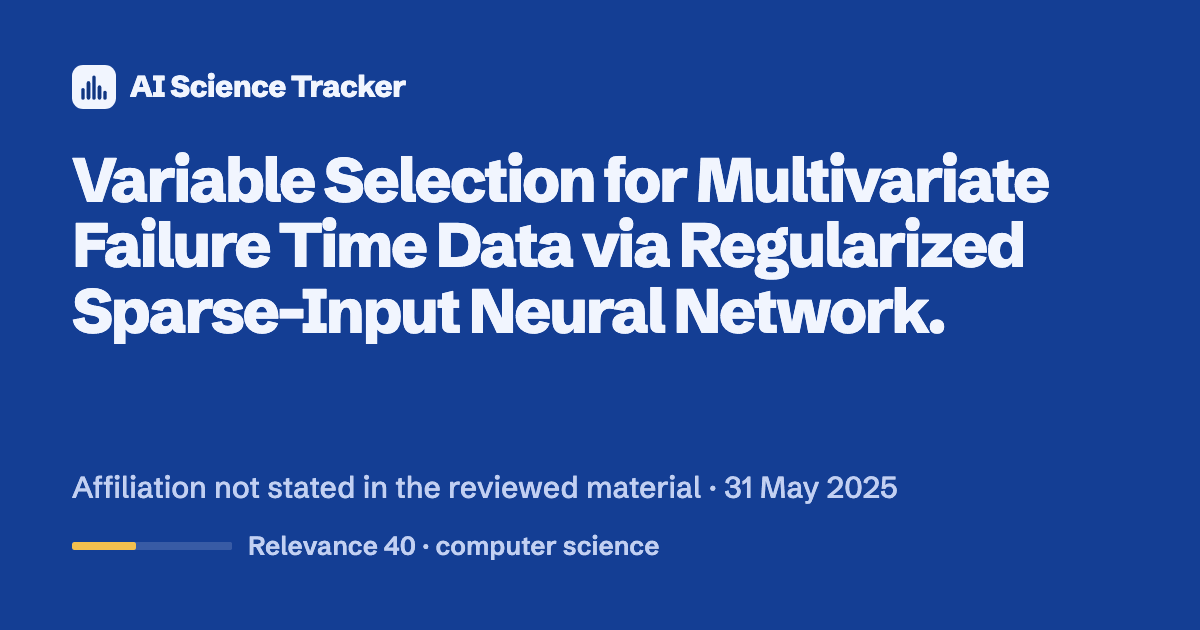 AI Science Tracker
Variable Selection for Multivariate
Failure Time Data via Regularized
Sparse-Input Neural Network.
Affiliation not stated in the reviewed material · 31 May 2025
Relevance 40 · computer science